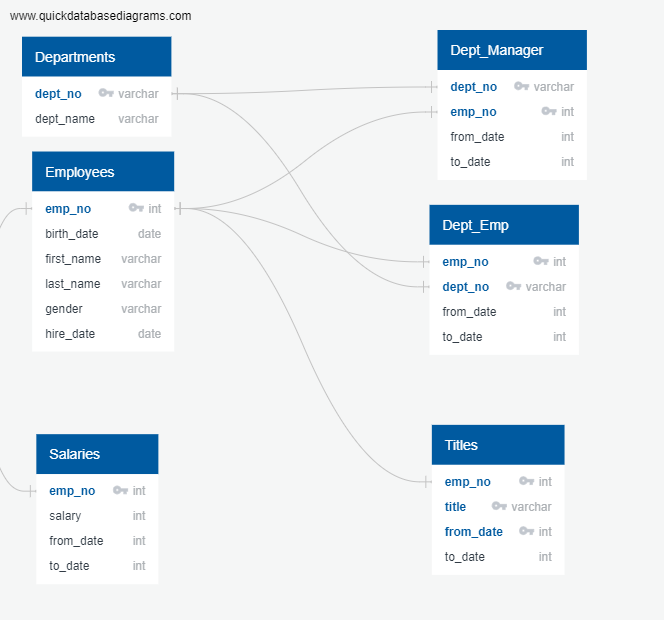 www.quickdatabasediagrams.com
Departments
dept_no varchar
dept_name varchar
Employees
emp_no int
birth_date date
first_name varchar
last_name varchar
gender varchar
hire_date date
Salaries
emp_no int
salary int
from_date int
to_date int
Dept_Manager
dept_no varchar
emp_no int
from_date int
to_date int
Dept_Emp
emp_no int
dept_no varchar
from_date int
to_date int
Titles
emp_no int
title varchar
from_date int
to_date int